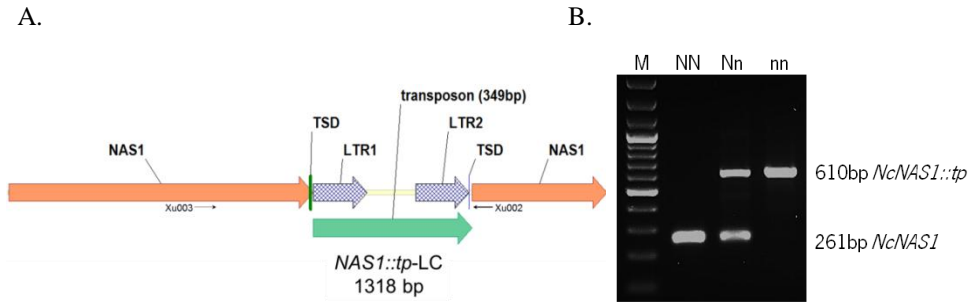 A.
B.
transposon (349bp)
TSD
LTR2
NAS1
LTR1
TSD
NAS1
Xu003
Xu002
NAS1::tp-LC
1318 bp
M NN Nn nn
610bp NcNAS1::tp
261bp NcNAS1